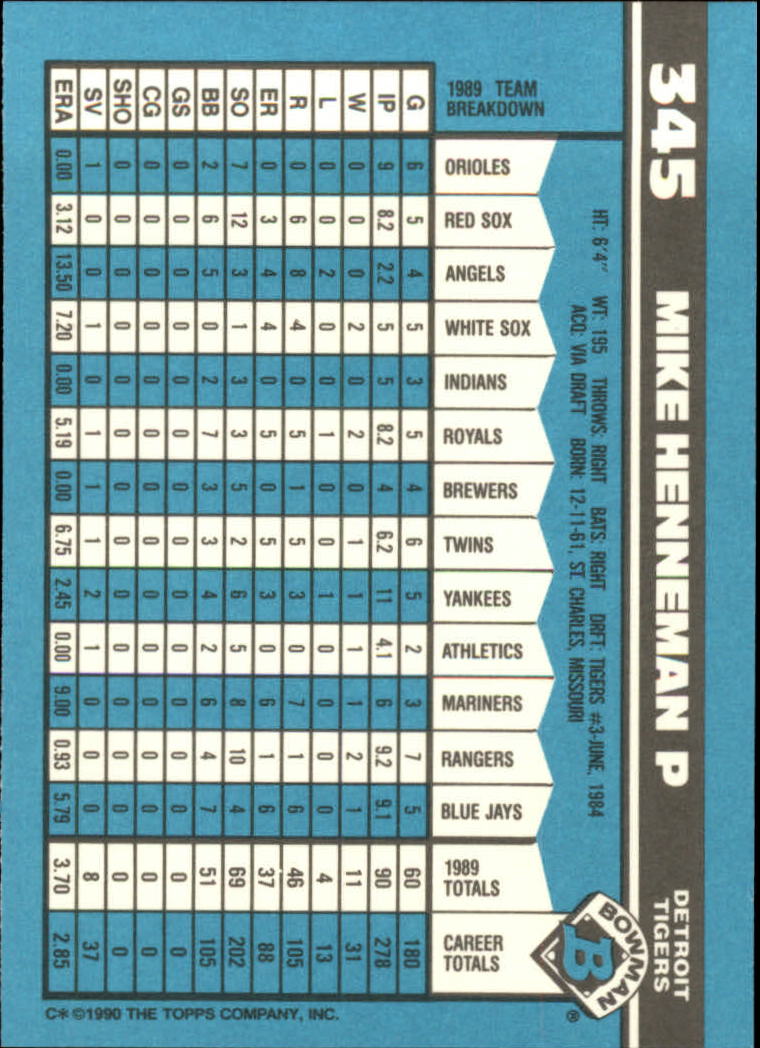 345 MIKE HENNEMAN P
DETROIT
TIGERS
HT: 6'4" WT: 195 THROWS: RIGHT BATS: RIGHT DRFT: TIGERS #3-JUNE, 1984
ACQ: VIA DRAFT BORN: 12-11-61, ST. CHARLES, MISSOURI
BOWMAN
B
®
1989 TEAM
BREAKDOWN
G IP W L R ER SO BB GS CG SHO SV ERA
ORIOLES 6 9 0 0 0 0 7 2 0 0 0 1 0.00
RED SOX 5 8.2 0 0 6 3 12 6 0 0 0 0 3.12
ANGELS 4 2.2 0 2 8 4 3 5 0 0 0 0 13.50
WHITE SOX 5 5 2 0 4 4 1 0 0 0 0 1 7.20
INDIANS 3 5 0 0 0 0 3 2 0 0 0 0 0.00
ROYALS 5 8.2 2 1 5 5 3 7 0 0 0 1 5.19
BREWERS 4 4 0 0 1 0 5 3 0 0 0 1 0.00
TWINS 6 6.2 1 0 5 5 2 3 0 0 0 1 6.75
YANKEES 5 11 1 1 3 3 6 4 0 0 0 2 2.45
ATHLETICS 2 4.1 1 0 0 0 5 2 0 0 0 1 0.00
MARINERS 3 6 1 0 7 6 8 6 0 0 0 0 9.00
RANGERS 7 9.2 2 0 1 1 10 4 0 0 0 0 0.93
BLUE JAYS 5 9.1 1 0 6 6 4 7 0 0 0 0 5.79
1989
TOTALS 60 90 11 4 46 37 69 51 0 0 0 8 3.70
CAREER
TOTALS 180 278 31 13 105 88 202 105 0 0 0 37 2.85
C* ©1990 THE TOPPS COMPANY, INC.